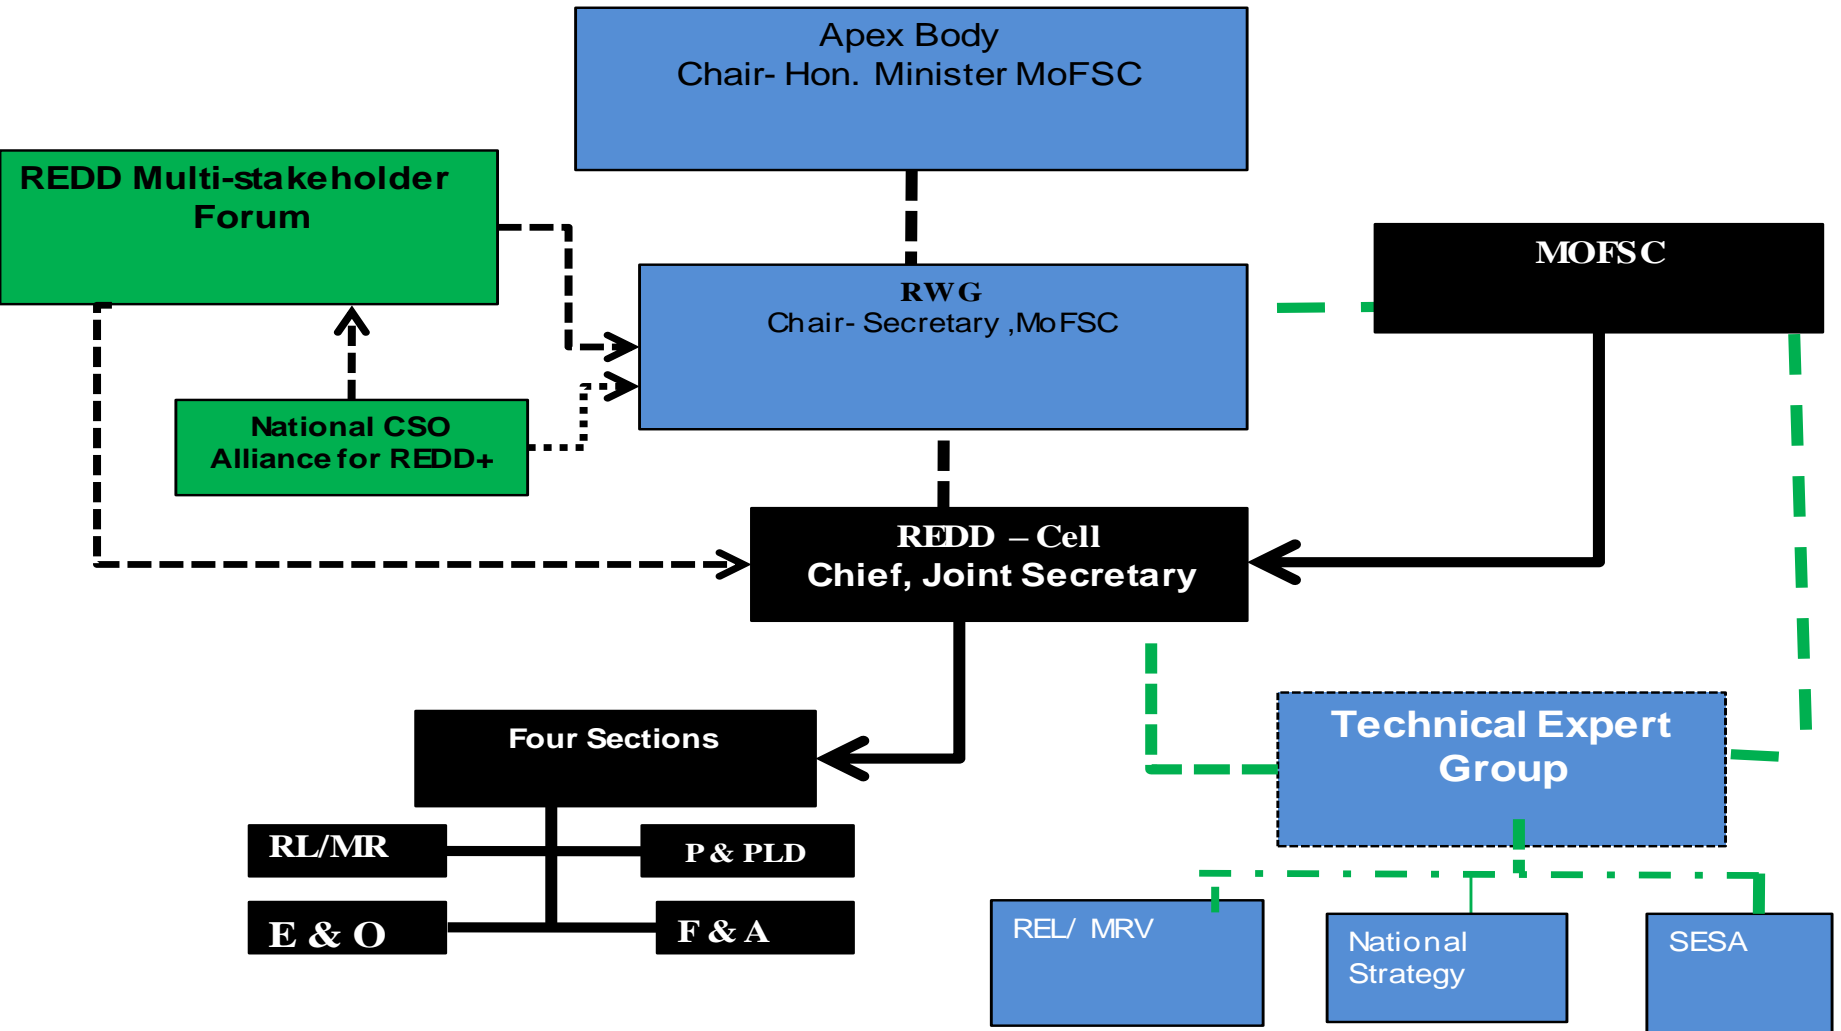 Apex Body
Chair- Hon. Minister MoFSC
REDD Multi-stakeholder
Forum
MOFSC
RWG
Chair- Secretary ,MoFSC
National CSO
Alliance for REDD+
REDD – Cell
Chief, Joint Secretary
Four Sections
Technical Expert
Group
RL/MR
P & PLD
E & O
F & A
REL/ MRV
National
Strategy
SESA